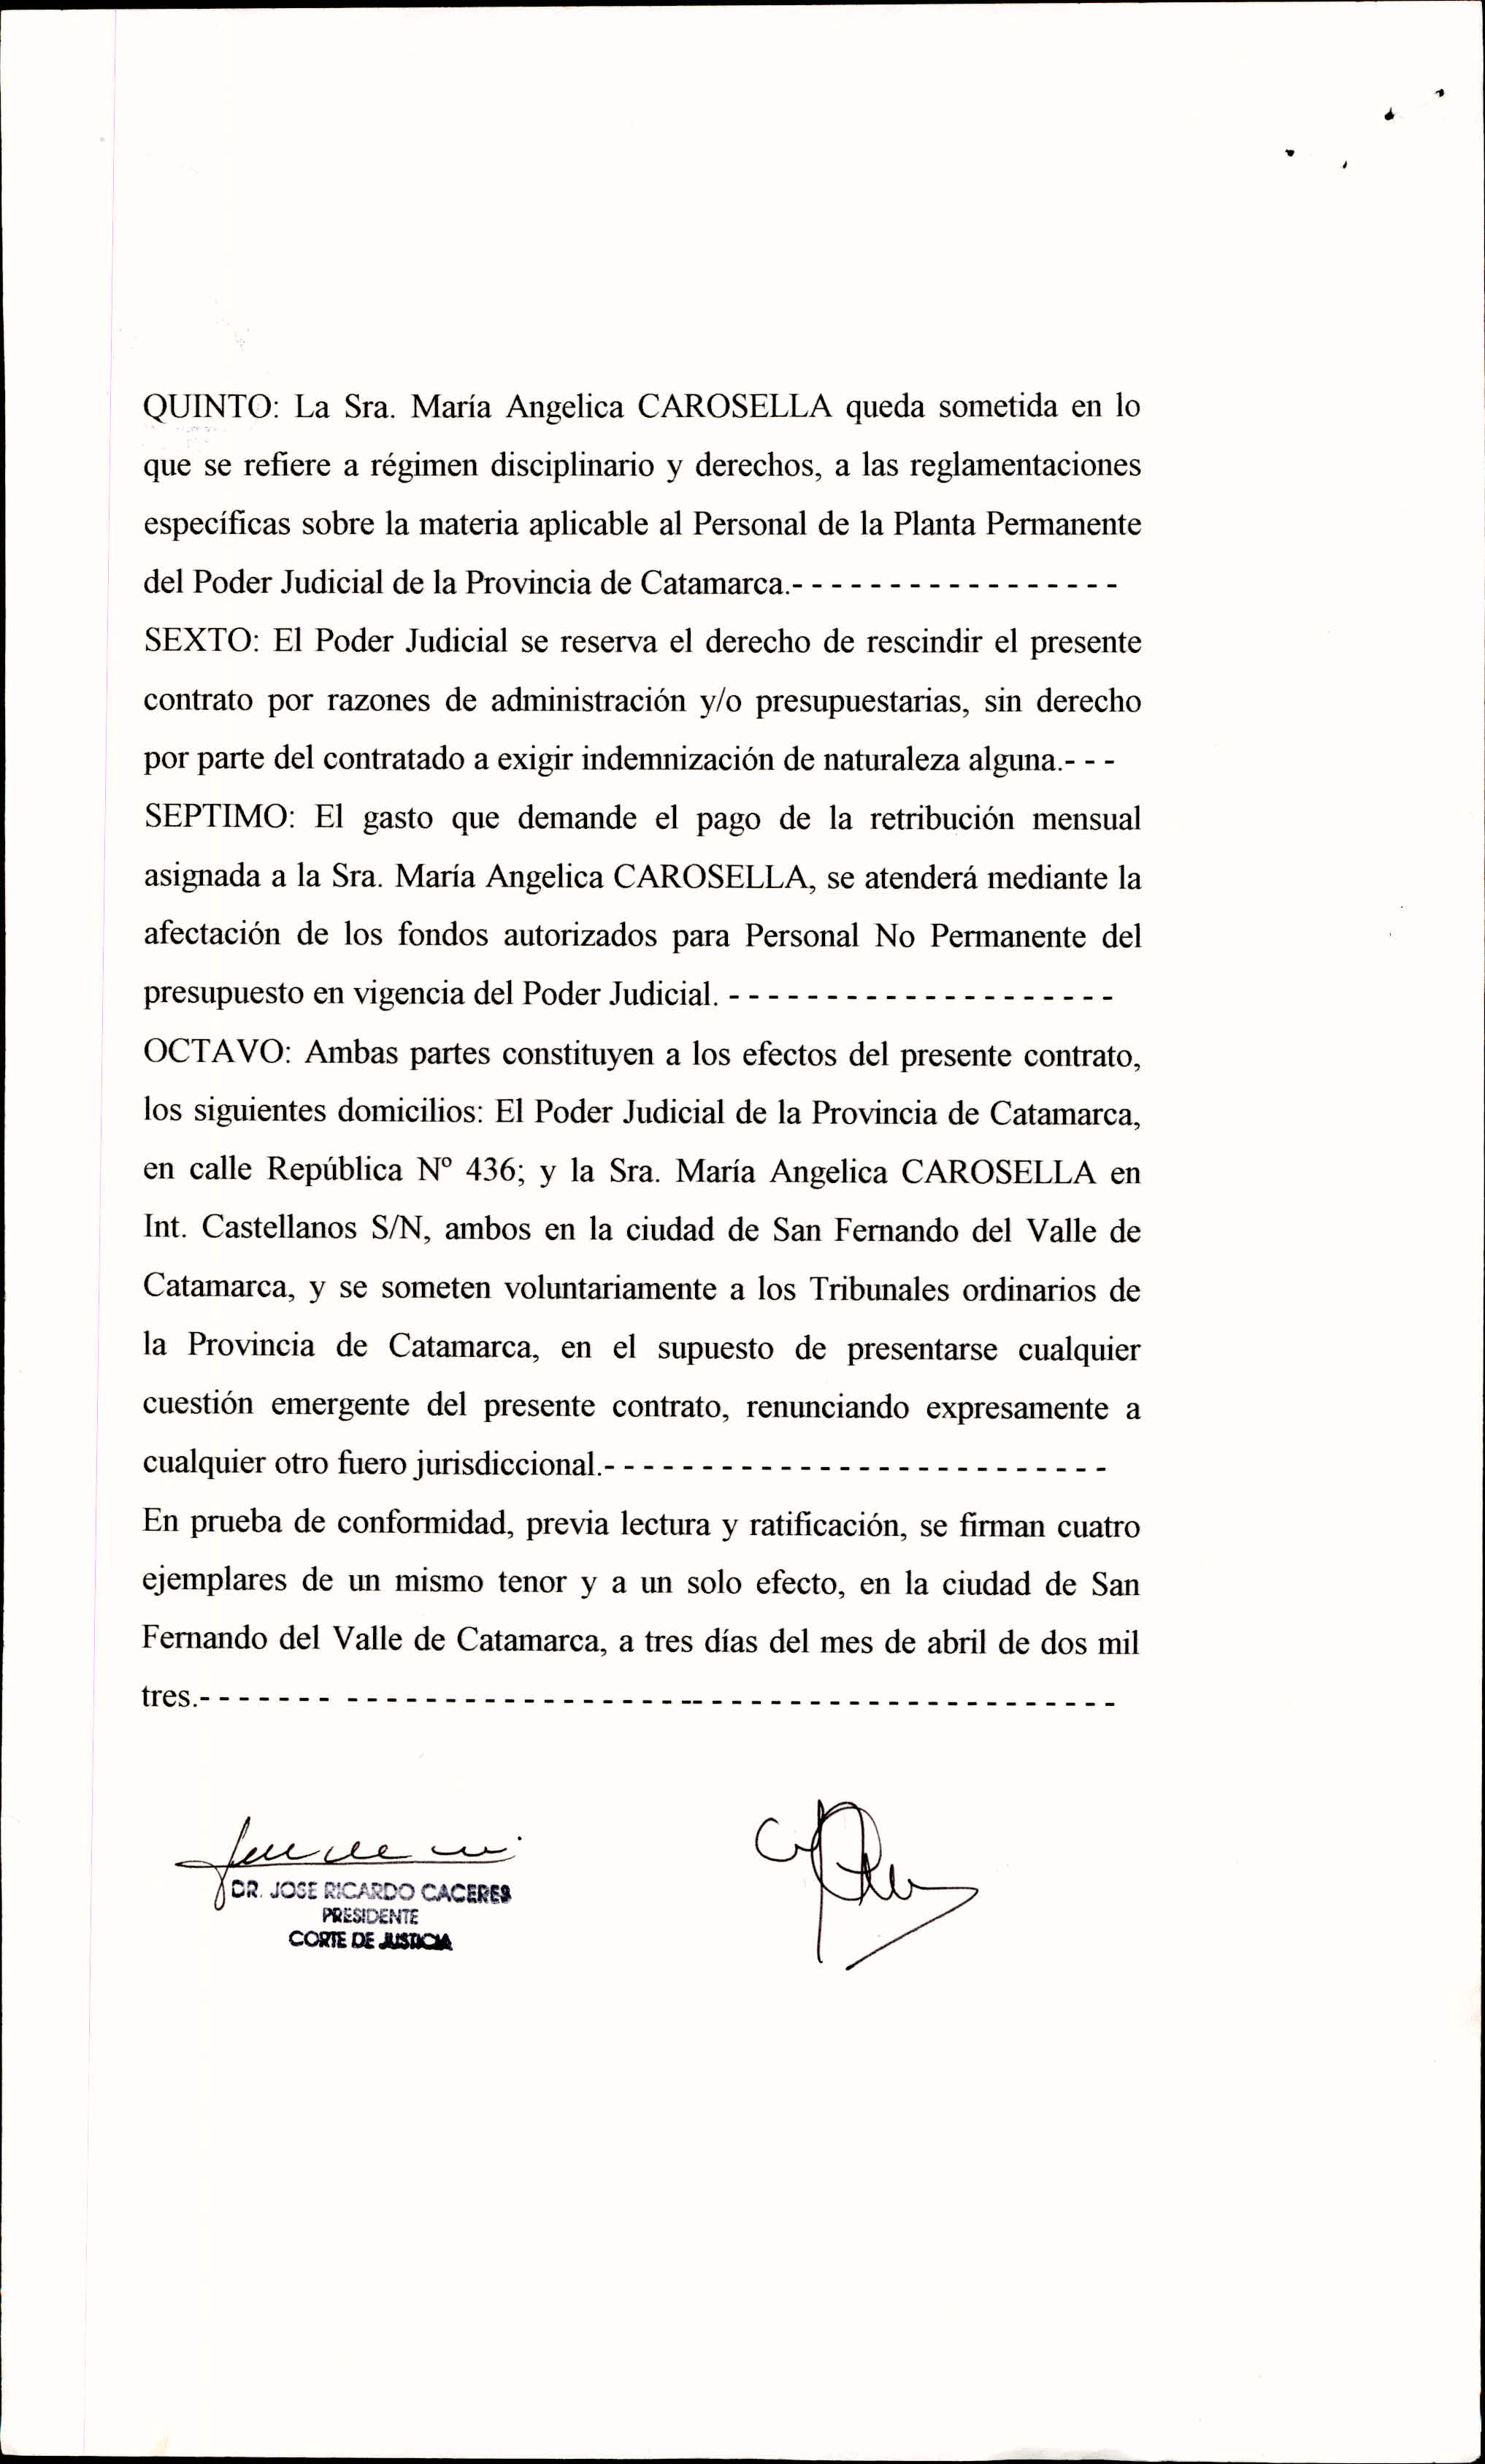 QUINTO: La Sra. María Angelica CAROSELLA queda sometida en lo
que se refiere a régimen disciplinario y derechos, a las reglamentaciones
específicas sobre la materia aplicable al Personal de la Planta Permanente
del Poder Judicial de la Provincia de Catamarca.- - - - - - - - - - - - - - - - -
SEXTO: El Poder Judicial se reserva el derecho de rescindir el presente
contrato por razones de administración y/o presupuestarias, sin derecho
por parte del contratado a exigir indemnización de naturaleza alguna.- - -
SEPTIMO: El gasto que demande el pago de la retribución mensual
asignada a la Sra. María Angelica CAROSELLA, se atenderá mediante la
afectación de los fondos autorizados para Personal No Permanente del
presupuesto en vigencia del Poder Judicial. - - - - - - - - - - - - - - - - - - - -
OCTAVO: Ambas partes constituyen a los efectos del presente contrato,
los siguientes domicilios: El Poder Judicial de la Provincia de Catamarca,
en calle República Nº 436; y la Sra. María Angelica CAROSELLA en
Int. Castellanos S/N, ambos en la ciudad de San Fernando del Valle de
Catamarca, y se someten voluntariamente a los Tribunales ordinarios de
la Provincia de Catamarca, en el supuesto de presentarse cualquier
cuestión emergente del presente contrato, renunciando expresamente a
cualquier otro fuero jurisdiccional.- - - - - - - - - - - - - - - - - - - - - - - - - -
En prueba de conformidad, previa lectura y ratificación, se firman cuatro
ejemplares de un mismo tenor y a un solo efecto, en la ciudad de San
Fernando del Valle de Catamarca, a tres días del mes de abril de dos mil
tres.- - - - - - - - - - - - - - - - - - - - - - - - - - - - - - - - - - - - - - - - - - - - - - -
DR. JOSE RICARDO CACERES
PRESIDENTE
CORTE DE JUSTICIA